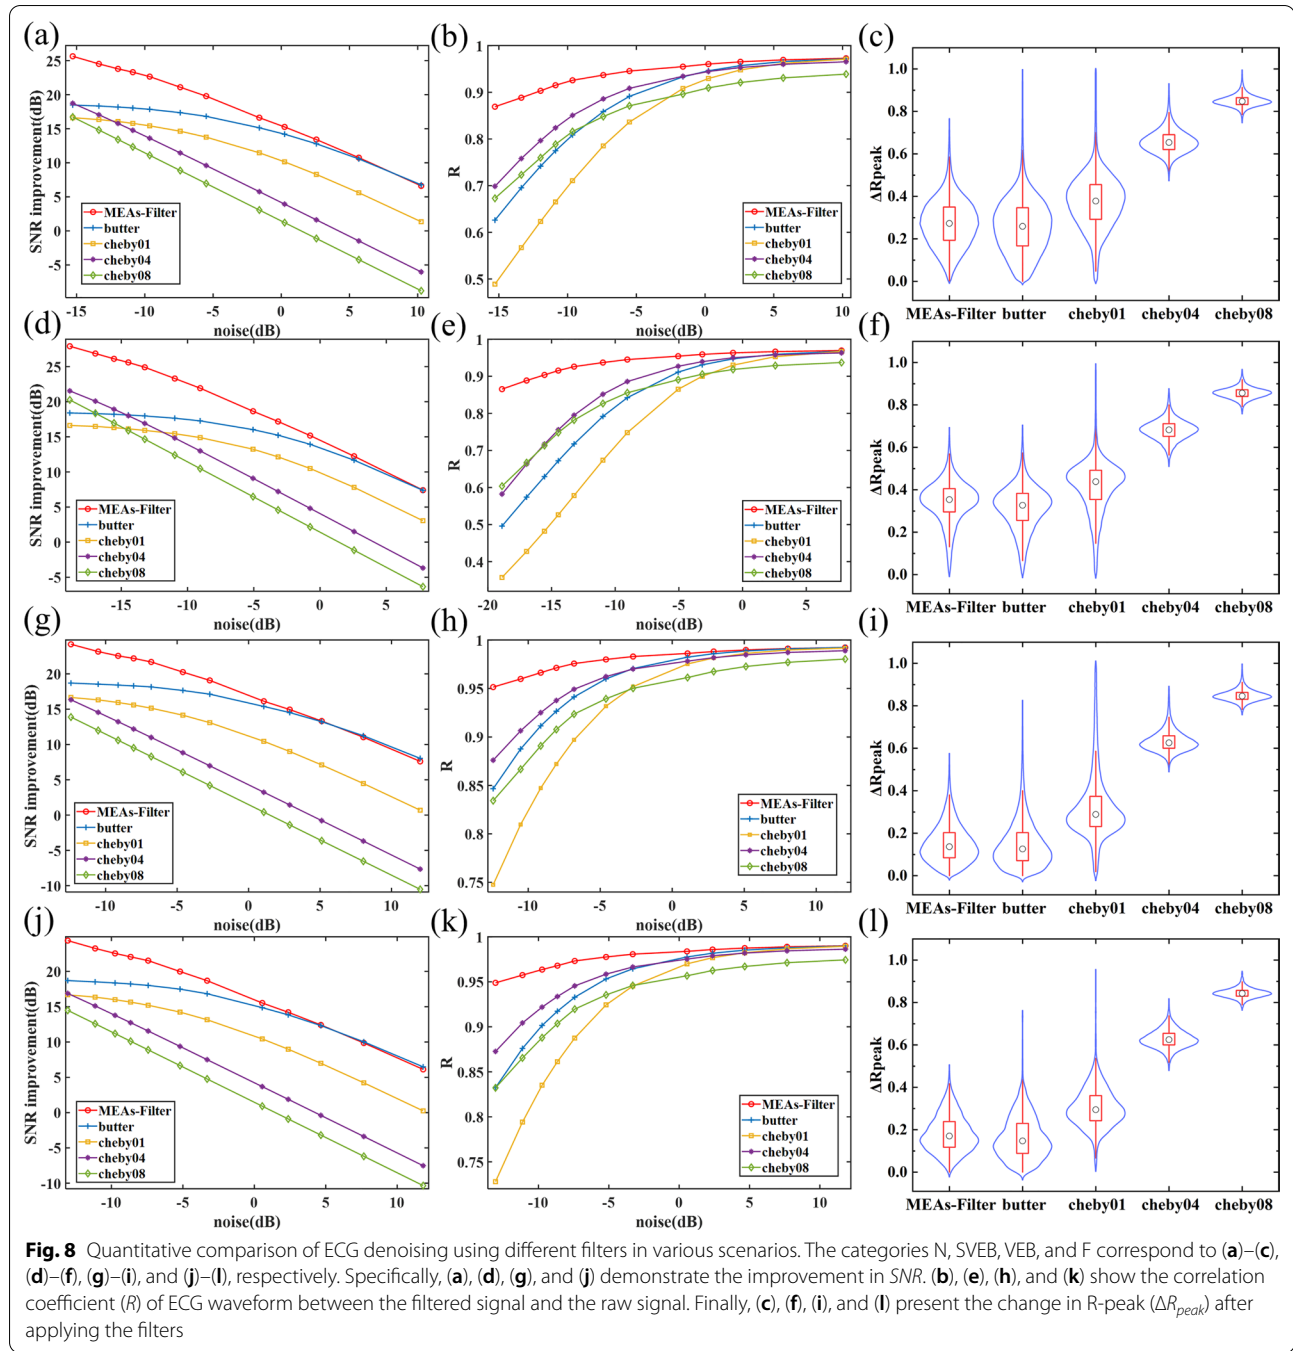 (a)
SNR improvement(dB)
25
20
15
10
5
0
-5
MEAs-Filter
butter
cheby01
cheby04
cheby08
-15
-10
-5
0
5
10
noise(dB)
(b)
R
1
0.9
0.8
0.7
0.6
0.5
MEAs-Filter
butter
cheby01
cheby04
cheby08
-15
-10
-5
0
5
10
noise(dB)
(c)
ΔRpeak
1.0
0.8
0.6
0.4
0.2
0.0
MEAs-Filter butter cheby01 cheby04 cheby08
(d)
SNR improvement(dB)
25
20
15
10
5
0
-5
MEAs-Filter
butter
cheby01
cheby04
cheby08
-15
-10
-5
0
5
noise(dB)
(e)
R
1
0.9
0.8
0.7
0.6
0.5
0.4
MEAs-Filter
butter
cheby01
cheby04
cheby08
-20
-15
-10
-5
0
5
noise(dB)
(f)
ΔRpeak
1.0
0.8
0.6
0.4
0.2
0.0
MEAs-Filter butter cheby01 cheby04 cheby08
(g)
SNR improvement(dB)
20
15
10
5
0
-5
-10
MEAs-Filter
butter
cheby01
cheby04
cheby08
-10
-5
0
5
10
noise(dB)
(h)
R
1
0.95
0.9
0.85
0.8
0.75
MEAs-Filter
butter
cheby01
cheby04
cheby08
-10
-5
0
5
10
noise(dB)
(i)
ΔRpeak
1.0
0.8
0.6
0.4
0.2
0.0
MEAs-Filter butter cheby01 cheby04 cheby08
(j)
SNR improvement(dB)
20
15
10
5
0
-5
-10
MEAs-Filter
butter
cheby01
cheby04
cheby08
-10
-5
0
5
10
noise(dB)
(k)
R
1
0.95
0.9
0.85
0.8
0.75
MEAs-Filter
butter
cheby01
cheby04
cheby08
-10
-5
0
5
10
noise(dB)
(l)
ΔRpeak
1.0
0.8
0.6
0.4
0.2
0.0
MEAs-Filter butter cheby01 cheby04 cheby08
Fig. 8 Quantitative comparison of ECG denoising using different filters in various scenarios. The categories N, SVEB, VEB, and F correspond to (a)–(c),
(d)–(f), (g)–(i), and (j)–(l), respectively. Specifically, (a), (d), (g), and (j) demonstrate the improvement in SNR. (b), (e), (h), and (k) show the correlation
coefficient (R) of ECG waveform between the filtered signal and the raw signal. Finally, (c), (f), (i), and (l) present the change in R-peak (ΔRpeak) after
applying the filters